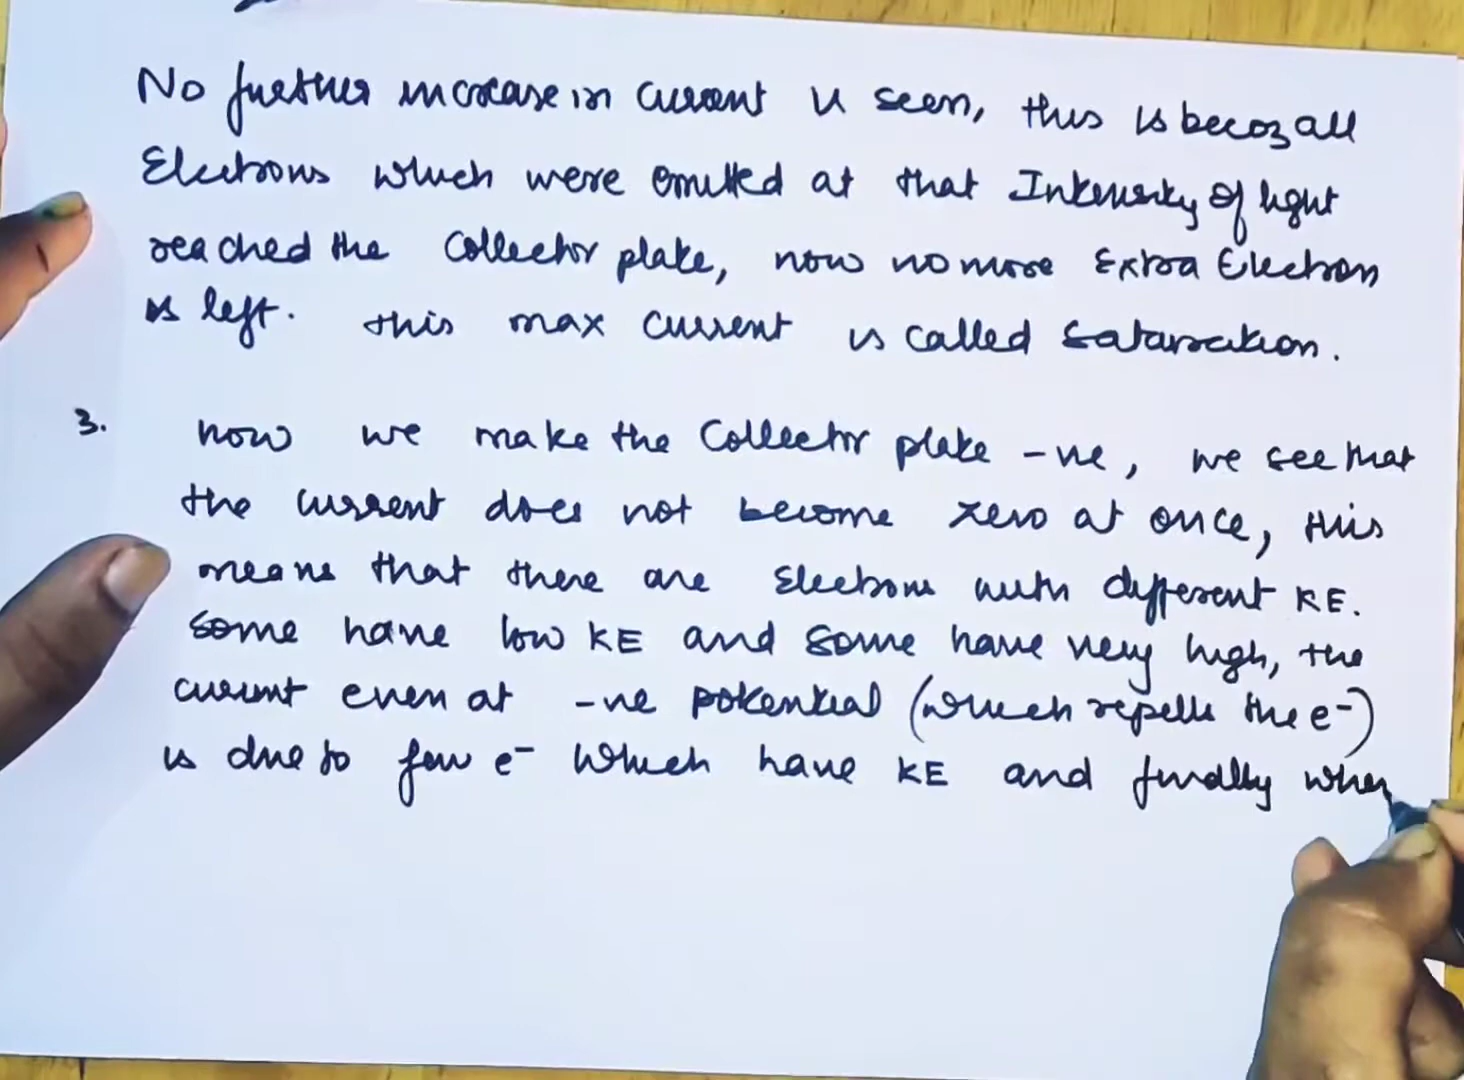 No further increase in current is seen, this is becoz all
Electrons which were emitted at that Intensity of light
reached the collector plate, now no more Extra Electron
is left. This max current is called Saturation.
3. now we make the Collector plate -ve, we see that
the current does not become zero at once, this
means that there are Electrons with different KE.
Some have low KE and some have very high, the
current even at -ve potential (which repells the e-)
is due to few e- which have KE and finally when